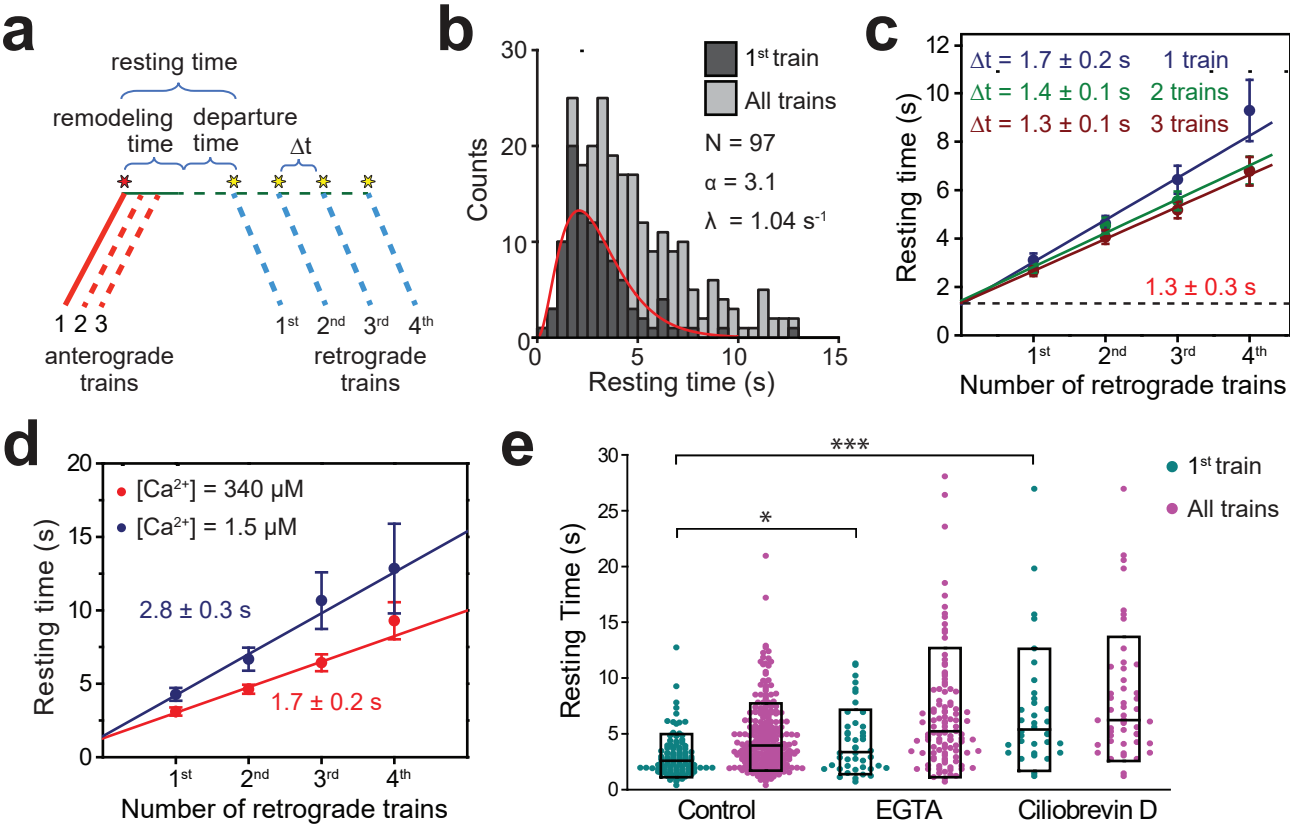 a
resting time
remodeling
time
departure
time
Δt
1 2 3
anterograde
trains
1st 2nd 3rd 4th
retrograde
trains
b
30
20
10
0
Counts
1st train
All trains
N = 97
α = 3.1
λ = 1.04 s-1
0 5 10 15
Resting time (s)
c
12
10
8
6
4
2
0
Resting time (s)
Δt = 1.7 ± 0.2 s 1 train
Δt = 1.4 ± 0.1 s 2 trains
Δt = 1.3 ± 0.1 s 3 trains
1.3 ± 0.3 s
1st 2nd 3rd 4th
Number of retrograde trains
d
20
15
10
5
0
Resting time (s)
[Ca2+] = 340 µM
[Ca2+] = 1.5 µM
2.8 ± 0.3 s
1.7 ± 0.2 s
1st 2nd 3rd 4th
Number of retrograde trains
e
30
25
20
15
10
5
0
Resting Time (s)
***
*
1st train
All trains
Control EGTA Ciliobrevin D